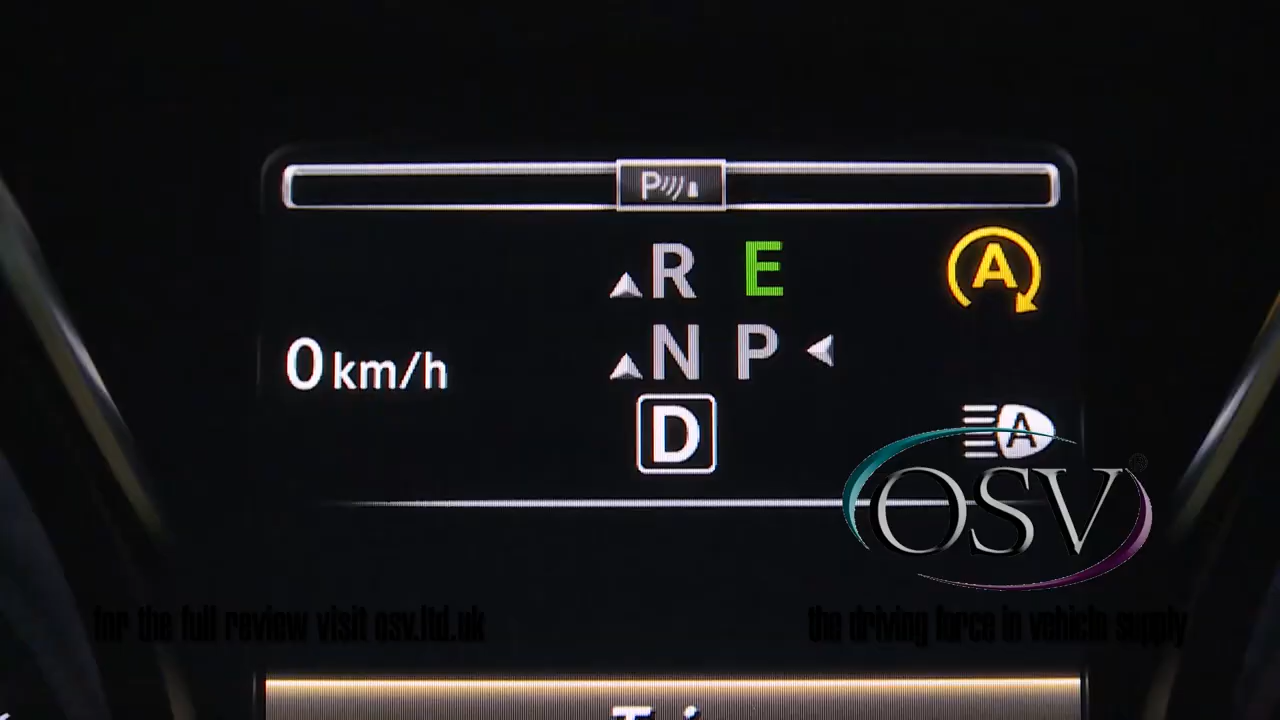 P
R E
A
N P
0 km/h
D
A
OSV®
for the full review visit osv.ltd.uk
the driving force in vehicle supply